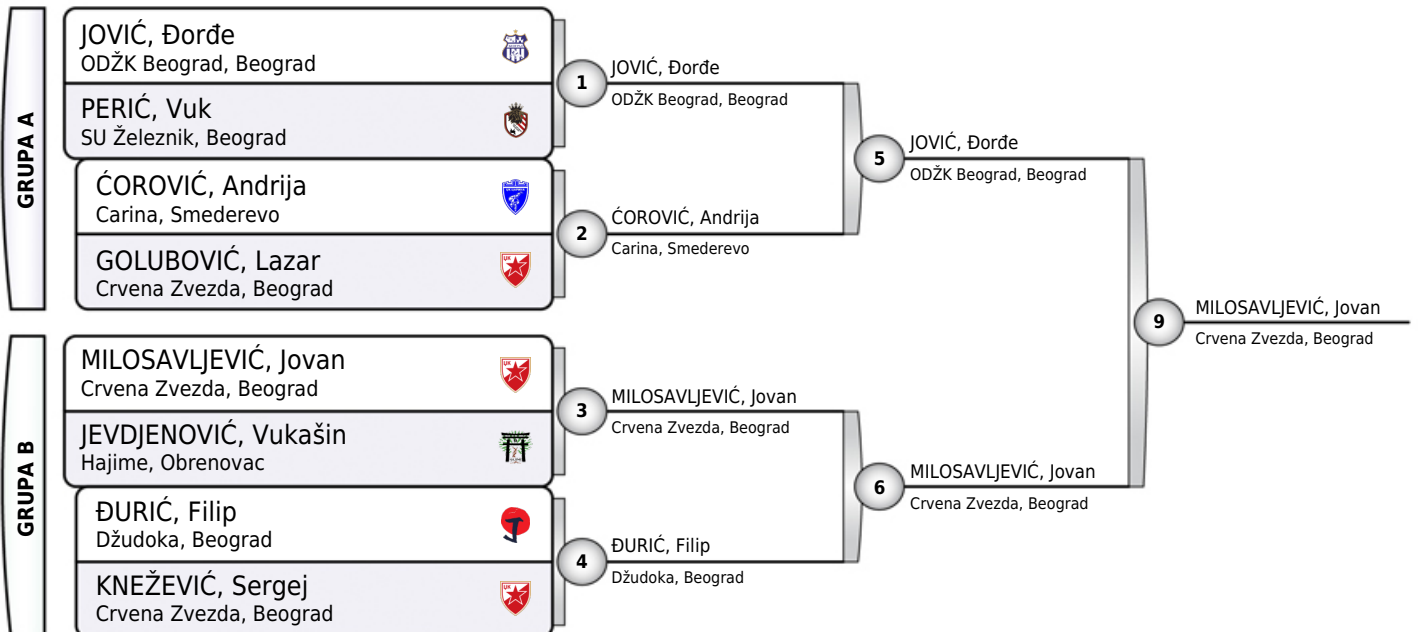 GRUPA A
JOVIĆ, Đorđe
ODŽK Beograd, Beograd
PERIĆ, Vuk
SU Železnik, Beograd
ĆOROVIĆ, Andrija
Carina, Smederevo
GOLUBOVIĆ, Lazar
Crvena Zvezda, Beograd
GRUPA B
MILOSAVLJEVIĆ, Jovan
Crvena Zvezda, Beograd
JEVDJENOVIĆ, Vukašin
Hajime, Obrenovac
ĐURIĆ, Filip
Džudoka, Beograd
KNEŽEVIĆ, Sergej
Crvena Zvezda, Beograd
1
JOVIĆ, Đorđe
ODŽK Beograd, Beograd
2
ĆOROVIĆ, Andrija
Carina, Smederevo
3
MILOSAVLJEVIĆ, Jovan
Crvena Zvezda, Beograd
4
ĐURIĆ, Filip
Džudoka, Beograd
5
JOVIĆ, Đorđe
ODŽK Beograd, Beograd
6
MILOSAVLJEVIĆ, Jovan
Crvena Zvezda, Beograd
9
MILOSAVLJEVIĆ, Jovan
Crvena Zvezda, Beograd